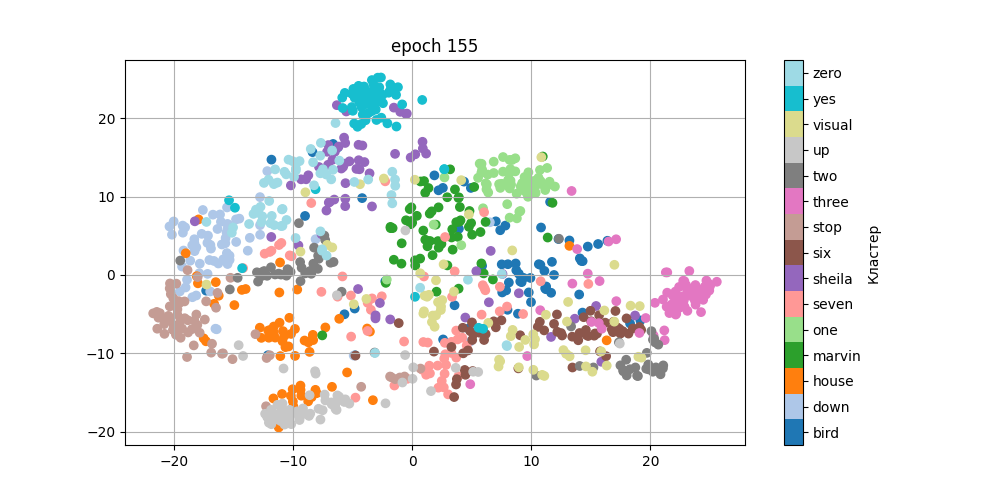 epoch 155
20
10
0
−10
−20
−20
−10
0
10
20
zero
yes
visual
up
two
three
stop
six
sheila
seven
one
marvin
house
down
bird
Кластер